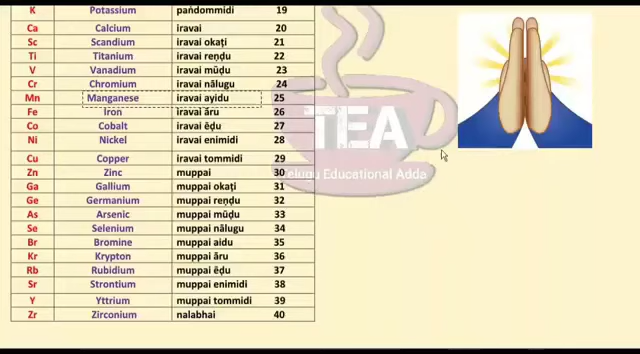 K Potassium paṅdommidi 19
Ca Calcium iravai 20
Sc Scandium iravai okaṭi 21
Ti Titanium iravai reṇḍu 22
V Vanadium iravai mūḍu 23
Cr Chromium iravai nālugu 24
Mn Manganese iravai ayidu 25
Fe Iron iravai āru 26
Co Cobalt iravai ēḍu 27
Ni Nickel iravai enimidi 28
Cu Copper iravai tommidi 29
Zn Zinc muppai 30
Ga Gallium muppai okaṭi 31
Ge Germanium muppai reṇḍu 32
As Arsenic muppai mūḍu 33
Se Selenium muppai nālugu 34
Br Bromine muppai aidu 35
Kr Krypton muppai āru 36
Rb Rubidium muppai ēḍu 37
Sr Strontium muppai enimidi 38
Y Yttrium muppai tommidi 39
Zr Zirconium nalabhai 40
TEA
Telugu Educational Adda